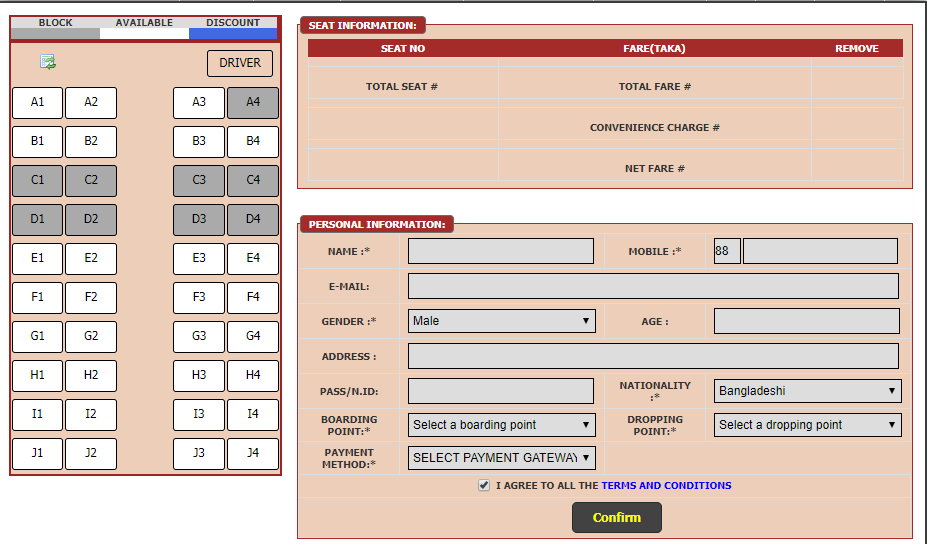 BLOCK AVAILABLE DISCOUNT
DRIVER
A1 A2 A3 A4
B1 B2 B3 B4
C1 C2 C3 C4
D1 D2 D3 D4
E1 E2 E3 E4
F1 F2 F3 F4
G1 G2 G3 G4
H1 H2 H3 H4
I1 I2 I3 I4
J1 J2 J3 J4
SEAT INFORMATION:
SEAT NO FARE(TAKA) REMOVE
TOTAL SEAT # TOTAL FARE #
CONVENIENCE CHARGE #
NET FARE #
PERSONAL INFORMATION:
NAME :* MOBILE :* 88
E-MAIL:
GENDER :* Male AGE :
ADDRESS :
PASS/N.ID: NATIONALITY :* Bangladeshi
BOARDING POINT:* Select a boarding point DROPPING POINT:* Select a dropping point
PAYMENT METHOD:* SELECT PAYMENT GATEWAY
I AGREE TO ALL THE TERMS AND CONDITIONS
Confirm